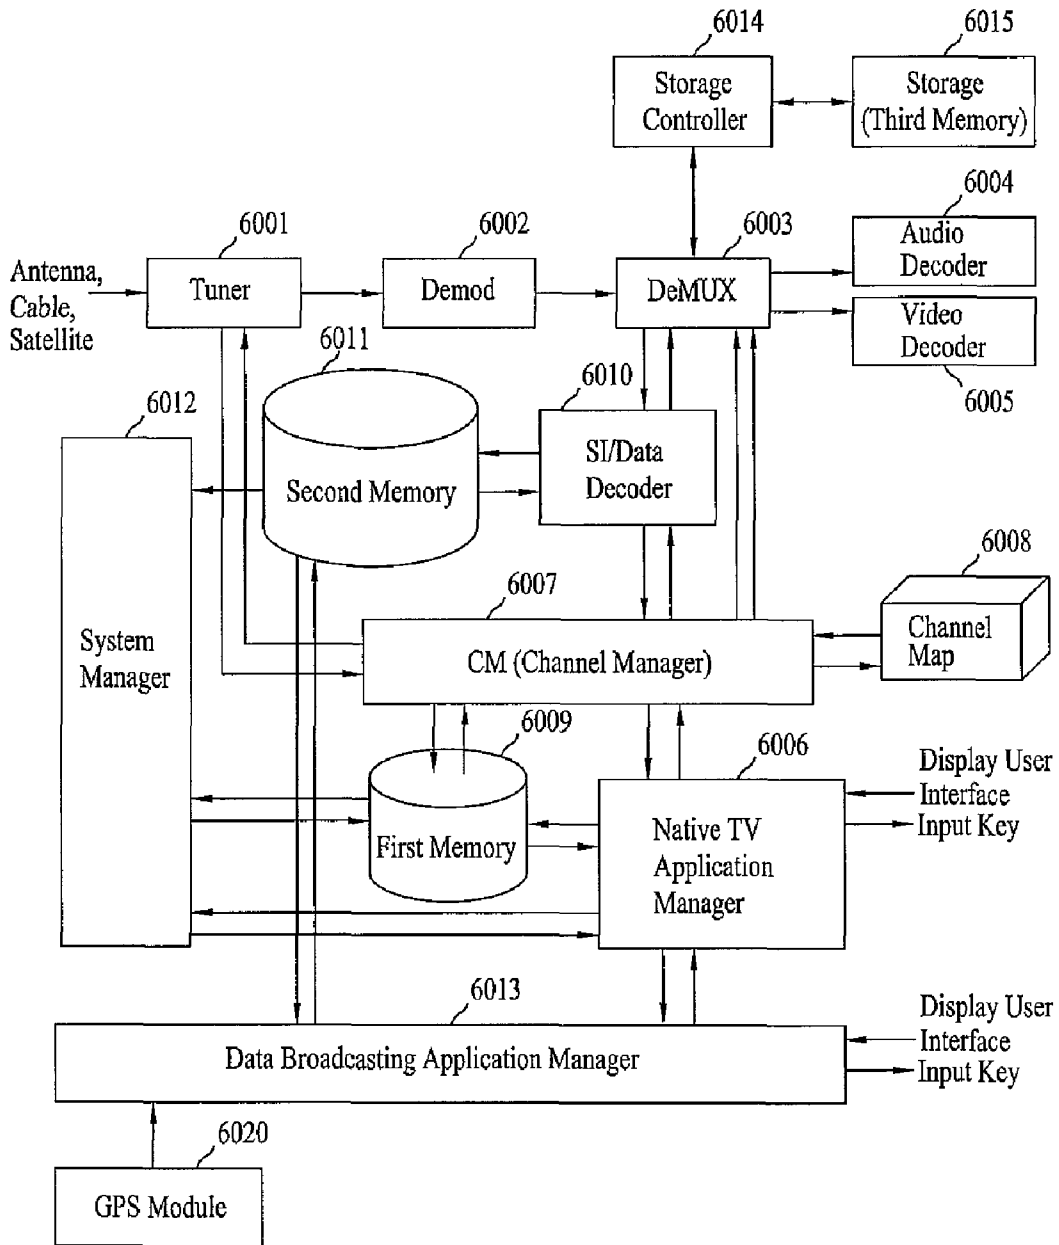 6014
6015
Storage
Controller
Storage
(Third Memory)
6001
6002
6003
6004
Antenna,
Cable,
Satellite
Tuner
Demod
DeMUX
Audio
Decoder
Video
Decoder
6005
6011
6010
6012
Second Memory
SI/Data
Decoder
6008
6007
System
Manager
CM (Channel Manager)
Channel
Map
6009
6006
Display User
Interface
Input Key
First Memory
Native TV
Application
Manager
6013
Display User
Interface
Input Key
Data Broadcasting Application Manager
6020
GPS Module